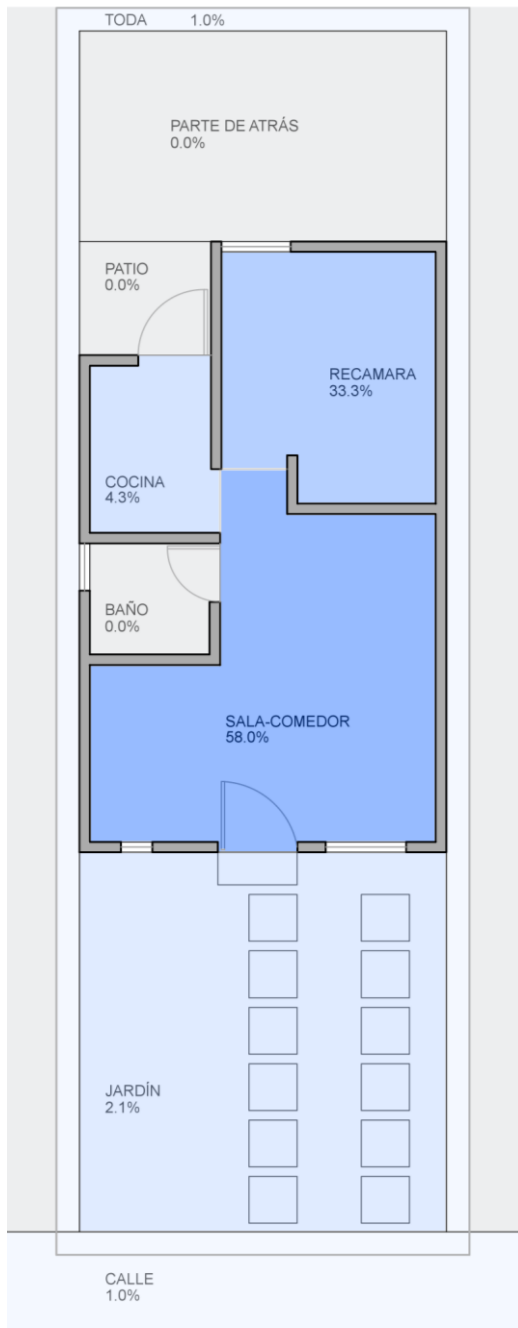 TODA 1.0%
PARTE DE ATRÁS
0.0%
PATIO
0.0%
RECAMARA
33.3%
COCINA
4.3%
BAÑO
0.0%
SALA-COMEDOR
58.0%
JARDÍN
2.1%
CALLE
1.0%